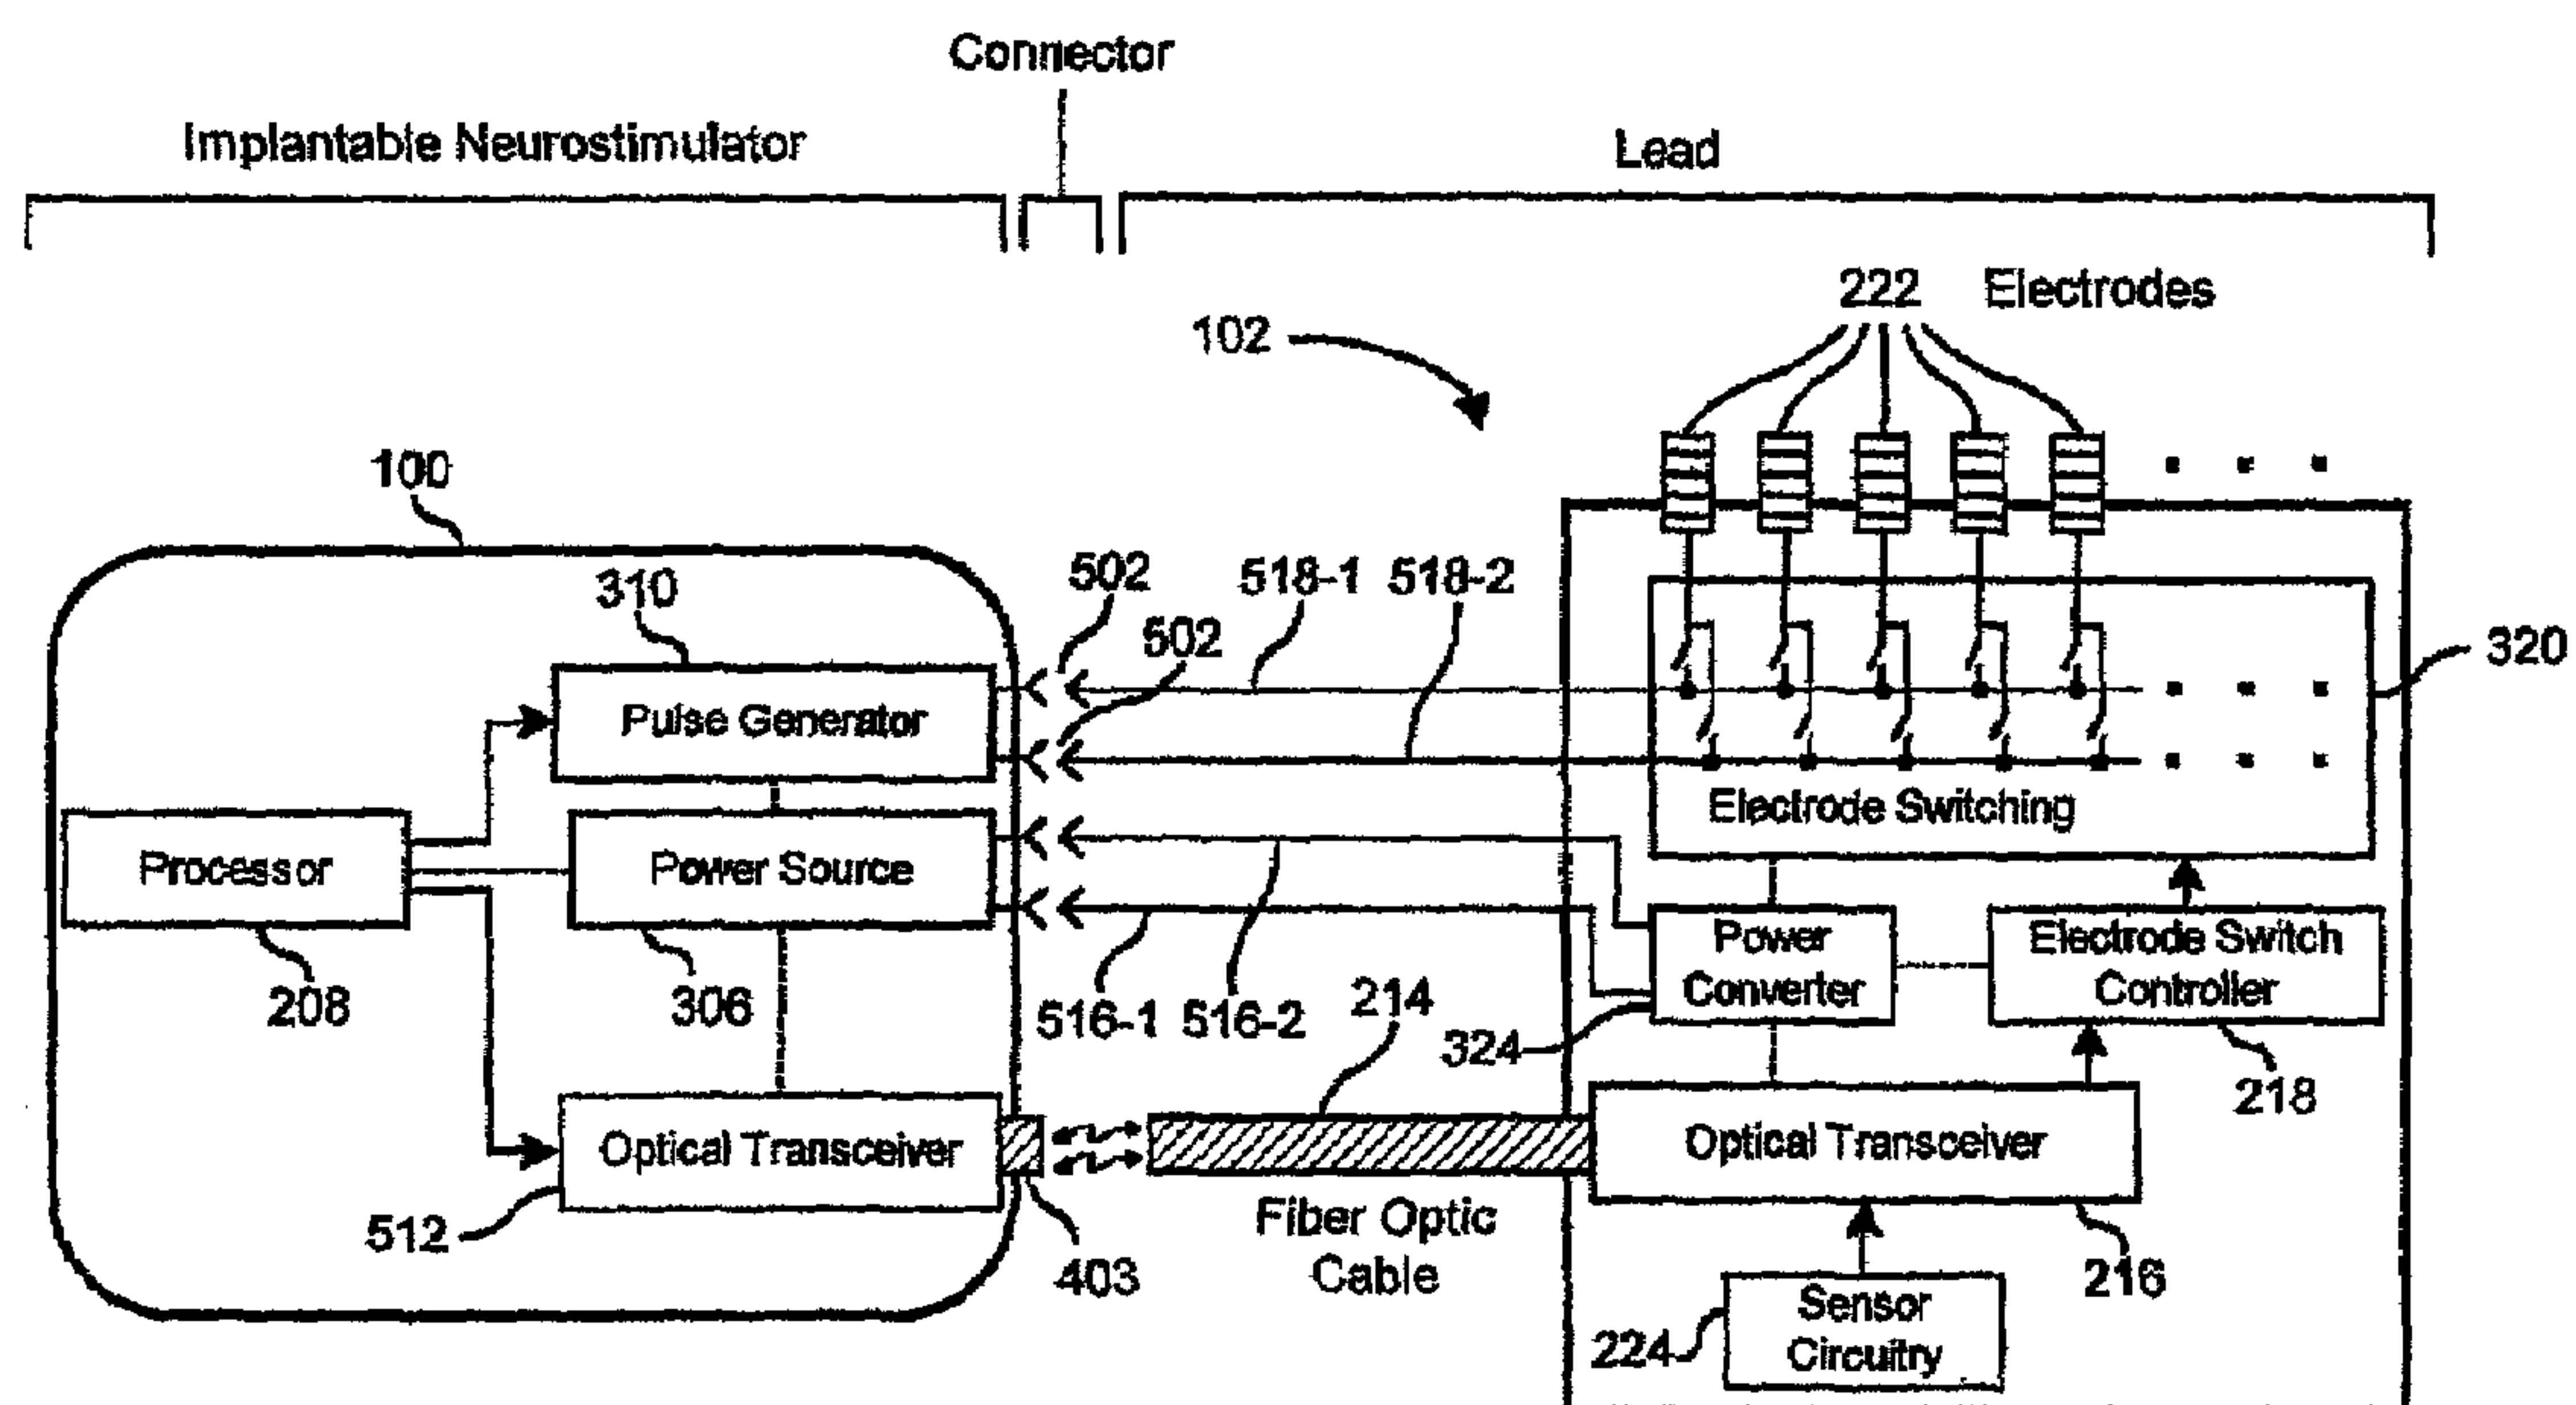 Connector
Implantable Neurostimulator
Lead
222 Electrodes
102
100
310
502
518-1 518-2
502
320
Pulse Generator
Electrode Switching
Processor
Power Source
Power
Converter
Electrode Switch
Controller
208
306
516-1 516-2
214
324
218
Optical Transceiver
Optical Transceiver
512
403
Fiber Optic
Cable
216
224
Sensor
Circuitry